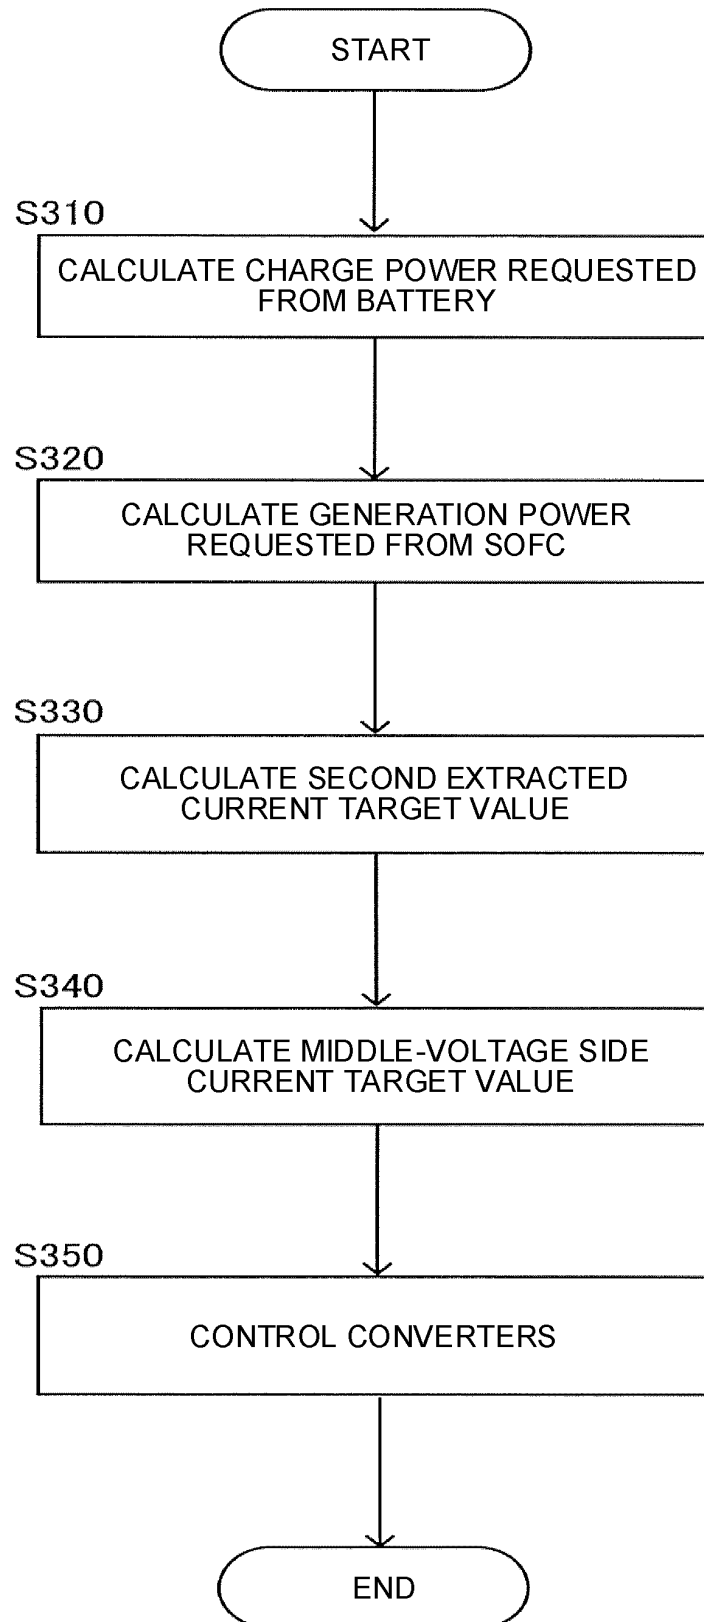 START
S310
CALCULATE CHARGE POWER REQUESTED
FROM BATTERY
S320
CALCULATE GENERATION POWER
REQUESTED FROM SOFC
S330
CALCULATE SECOND EXTRACTED
CURRENT TARGET VALUE
S340
CALCULATE MIDDLE-VOLTAGE SIDE
CURRENT TARGET VALUE
S350
CONTROL CONVERTERS
END